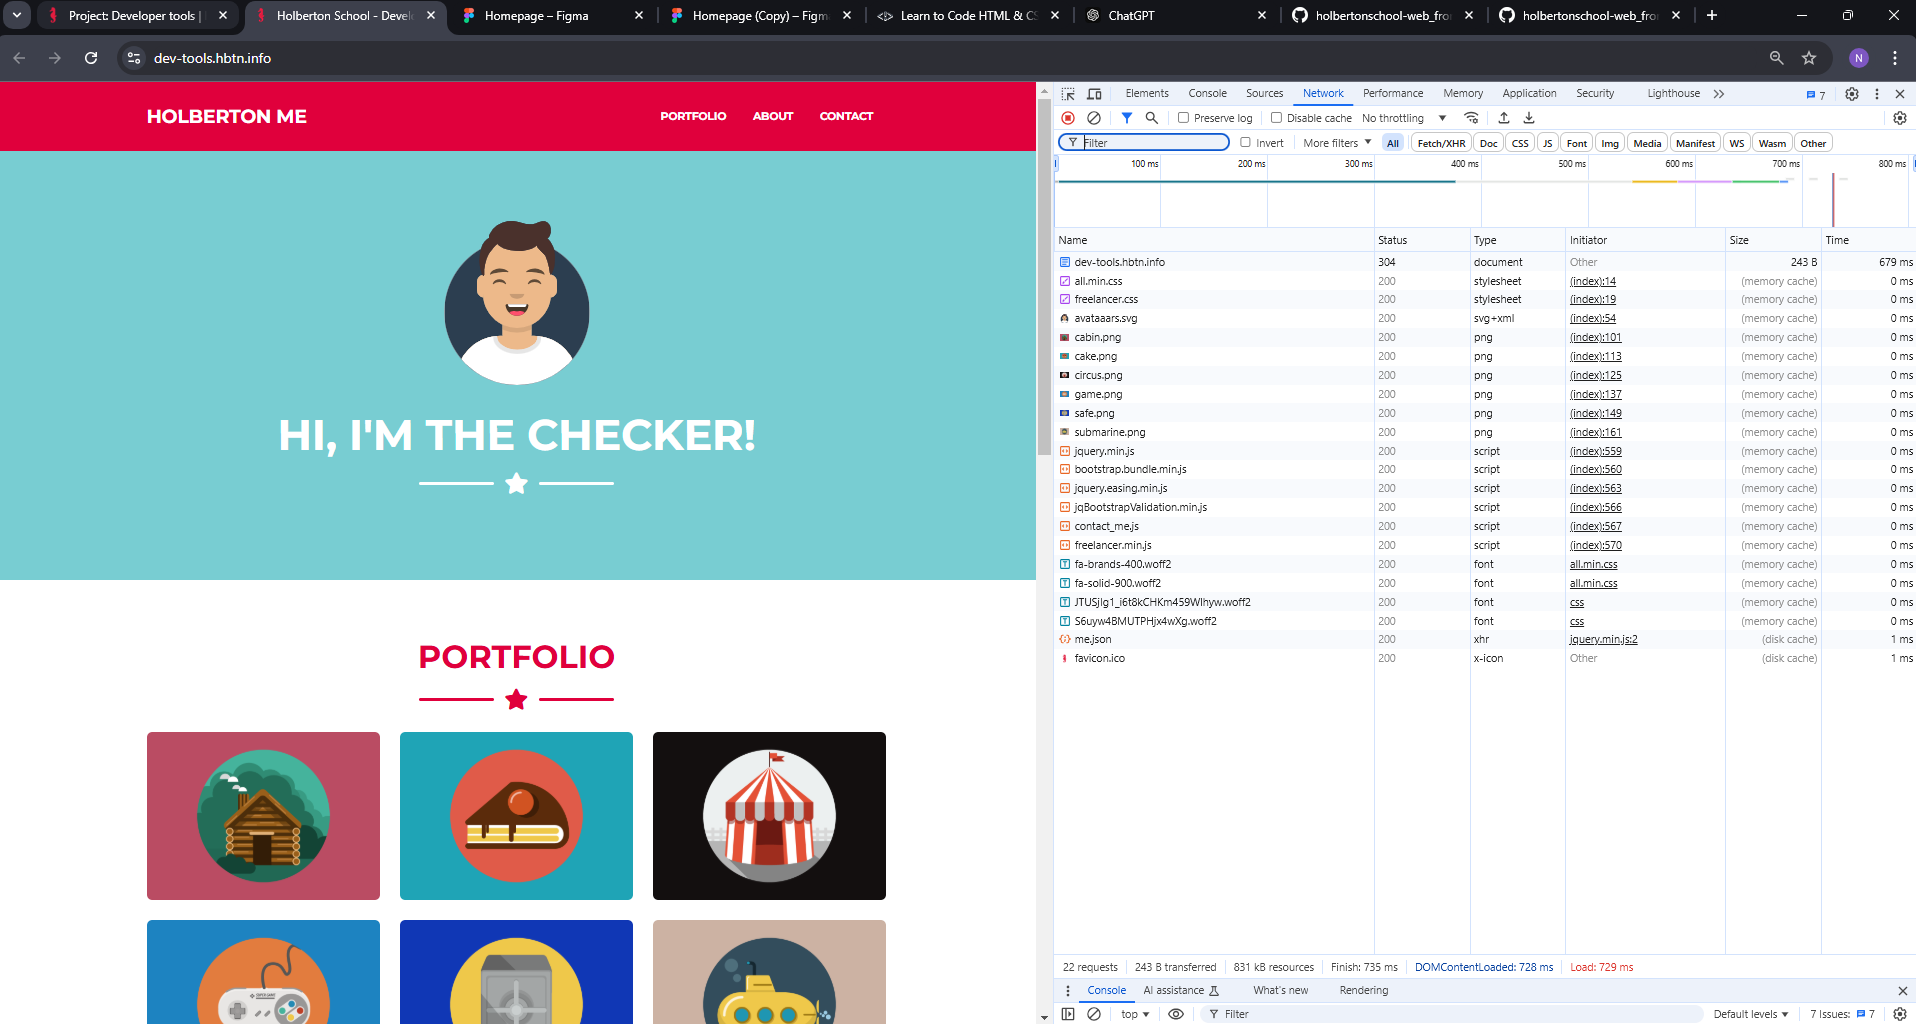 Project: Developer tools |
Holberton School - Devel
Homepage – Figma
Homepage (Copy) – Figma
Learn to Code HTML & CS
ChatGPT
holbertonschool-web_fro
holbertonschool-web_fro
dev-tools.hbtn.info
N
HOLBERTON ME
PORTFOLIO ABOUT CONTACT
HI, I'M THE CHECKER!
PORTFOLIO
SUPER GAME
Elements Console Sources Network Performance Memory Application Security Lighthouse 7
Preserve log Disable cache No throttling
Filter Invert More filters All Fetch/XHR Doc CSS JS Font Img Media Manifest WS Wasm Other
100 ms 200 ms 300 ms 400 ms 500 ms 600 ms 700 ms 800 ms
Name Status Type Initiator Size Time
dev-tools.hbtn.info 304 document Other 243 B 679 ms
all.min.css 200 stylesheet (index):14 (memory cache) 0 ms
freelancer.css 200 stylesheet (index):19 (memory cache) 0 ms
avataaars.svg 200 svg+xml (index):54 (memory cache) 0 ms
cabin.png 200 png (index):101 (memory cache) 0 ms
cake.png 200 png (index):113 (memory cache) 0 ms
circus.png 200 png (index):125 (memory cache) 0 ms
game.png 200 png (index):137 (memory cache) 0 ms
safe.png 200 png (index):149 (memory cache) 0 ms
submarine.png 200 png (index):161 (memory cache) 0 ms
jquery.min.js 200 script (index):559 (memory cache) 0 ms
bootstrap.bundle.min.js 200 script (index):560 (memory cache) 0 ms
jquery.easing.min.js 200 script (index):563 (memory cache) 0 ms
jqBootstrapValidation.min.js 200 script (index):566 (memory cache) 0 ms
contact_me.js 200 script (index):567 (memory cache) 0 ms
freelancer.min.js 200 script (index):570 (memory cache) 0 ms
fa-brands-400.woff2 200 font all.min.css (memory cache) 0 ms
fa-solid-900.woff2 200 font all.min.css (memory cache) 0 ms
JTUSjIg1_i6t8kCHKm459Wlhyw.woff2 200 font css (memory cache) 0 ms
S6uyw4BMUTPHjx4wXg.woff2 200 font css (memory cache) 0 ms
me.json 200 xhr jquery.min.js:2 (disk cache) 1 ms
favicon.ico 200 x-icon Other (disk cache) 1 ms
22 requests 243 B transferred 831 kB resources Finish: 735 ms DOMContentLoaded: 728 ms Load: 729 ms
Console AI assistance What's new Rendering
top Filter Default levels 7 Issues: 7